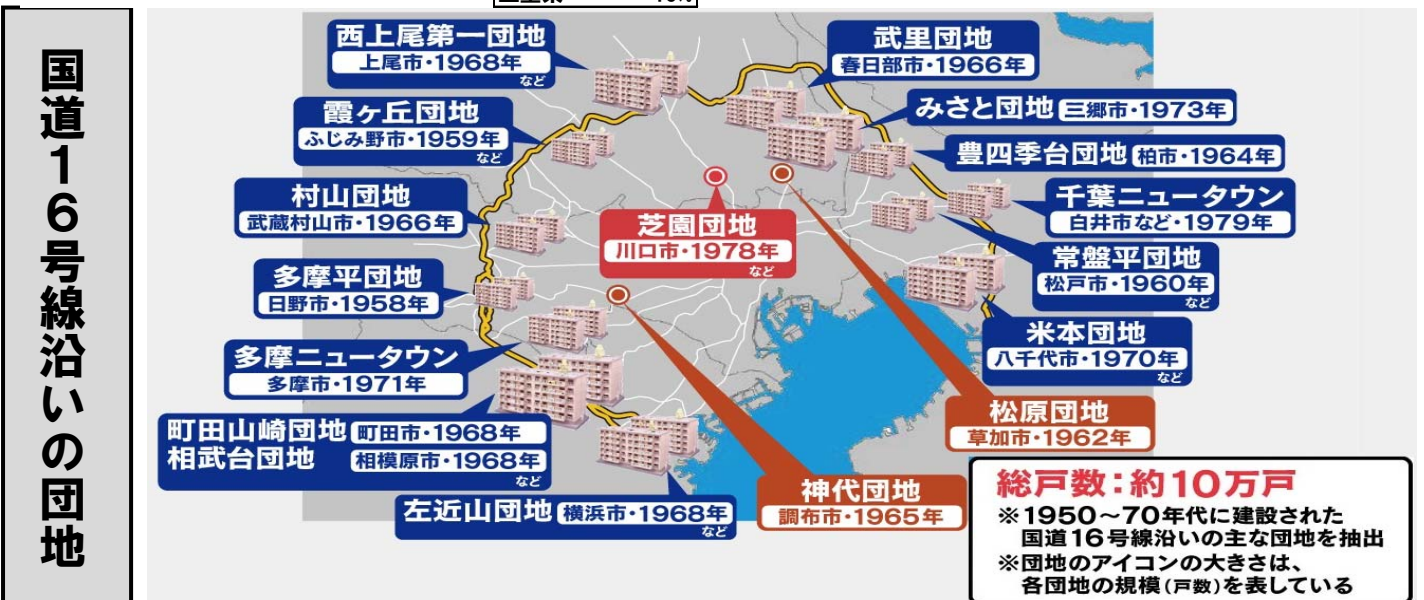 国道16号線沿いの団地
西上尾第一団地
上尾市・1968年
など
武里団地
春日部市・1966年
霞ヶ丘団地
ふじみ野市・1959年
など
みさと団地 三郷市・1973年
豊四季台団地 柏市・1964年
村山団地
武蔵村山市・1966年
芝園団地
川口市・1978年
など
千葉ニュータウン
白井市など・1979年
常盤平団地
松戸市・1960年
など
多摩平団地
日野市・1958年
米本団地
八千代市・1970年
など
多摩ニュータウン
多摩市・1971年
松原団地
草加市・1962年
町田山崎団地 町田市・1968年
相武台団地 相模原市・1968年
など
神代団地
調布市・1965年
左近山団地 横浜市・1968年
など
総戸数:約10万戸
※1950〜70年代に建設された
国道16号線沿いの主な団地を抽出
※団地のアイコンの大きさは、
各団地の規模(戸数)を表している